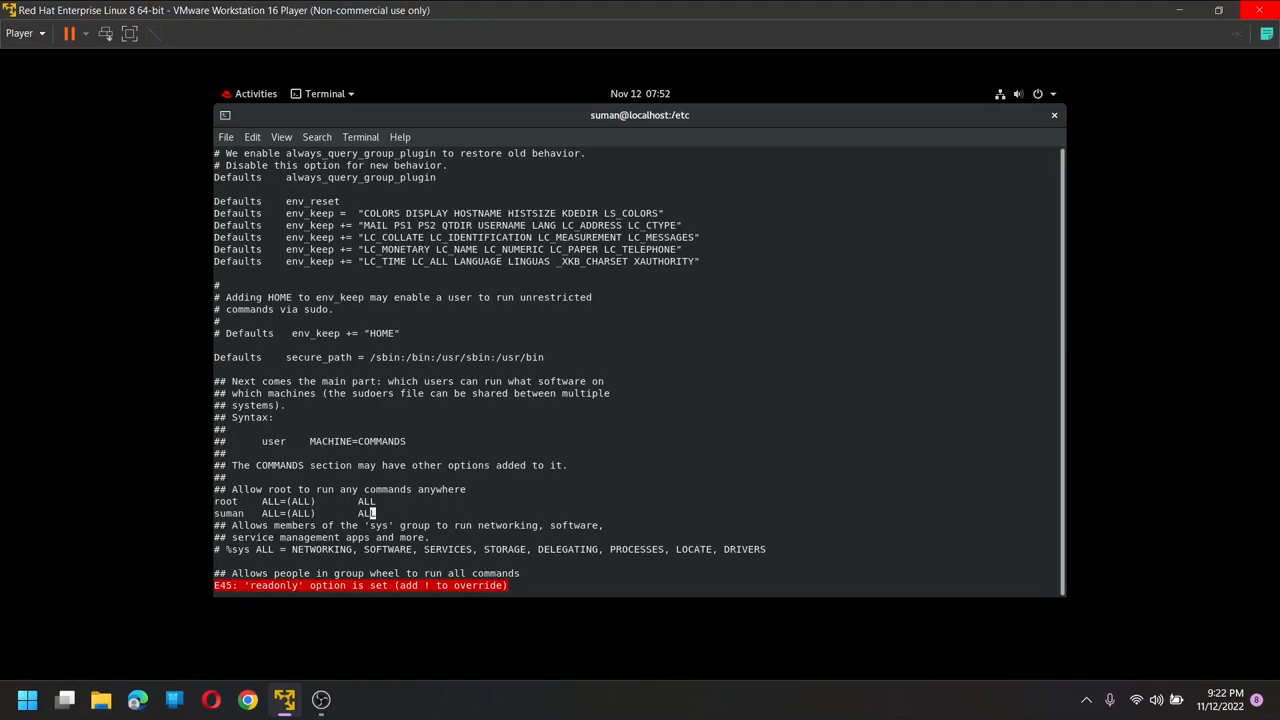 Red Hat Enterprise Linux 8 64-bit - VMware Workstation 16 Player (Non-commercial use only)
Player
Activities Terminal Nov 12 07:52
suman@localhost:/etc
File Edit View Search Terminal Help
# We enable always_query_group_plugin to restore old behavior.
# Disable this option for new behavior.
Defaults    always_query_group_plugin
Defaults    env_reset
Defaults    env_keep =  "COLORS DISPLAY HOSTNAME HISTSIZE KDEDIR LS_COLORS"
Defaults    env_keep += "MAIL PS1 PS2 QTDIR USERNAME LANG LC_ADDRESS LC_CTYPE"
Defaults    env_keep += "LC_COLLATE LC_IDENTIFICATION LC_MEASUREMENT LC_MESSAGES"
Defaults    env_keep += "LC_MONETARY LC_NAME LC_NUMERIC LC_PAPER LC_TELEPHONE"
Defaults    env_keep += "LC_TIME LC_ALL LANGUAGE LINGUAS _XKB_CHARSET XAUTHORITY"
#
# Adding HOME to env_keep may enable a user to run unrestricted
# commands via sudo.
#
# Defaults   env_keep += "HOME"
Defaults    secure_path = /sbin:/bin:/usr/sbin:/usr/bin
## Next comes the main part: which users can run what software on
## which machines (the sudoers file can be shared between multiple
## systems).
## Syntax:
##
##      user    MACHINE=COMMANDS
##
## The COMMANDS section may have other options added to it.
##
## Allow root to run any commands anywhere
root    ALL=(ALL)       ALL
suman   ALL=(ALL)       ALL
## Allows members of the 'sys' group to run networking, software,
## service management apps and more.
# %sys ALL = NETWORKING, SOFTWARE, SERVICES, STORAGE, DELEGATING, PROCESSES, LOCATE, DRIVERS
## Allows people in group wheel to run all commands
E45: 'readonly' option is set (add ! to override)
9:22 PM
11/12/2022
8